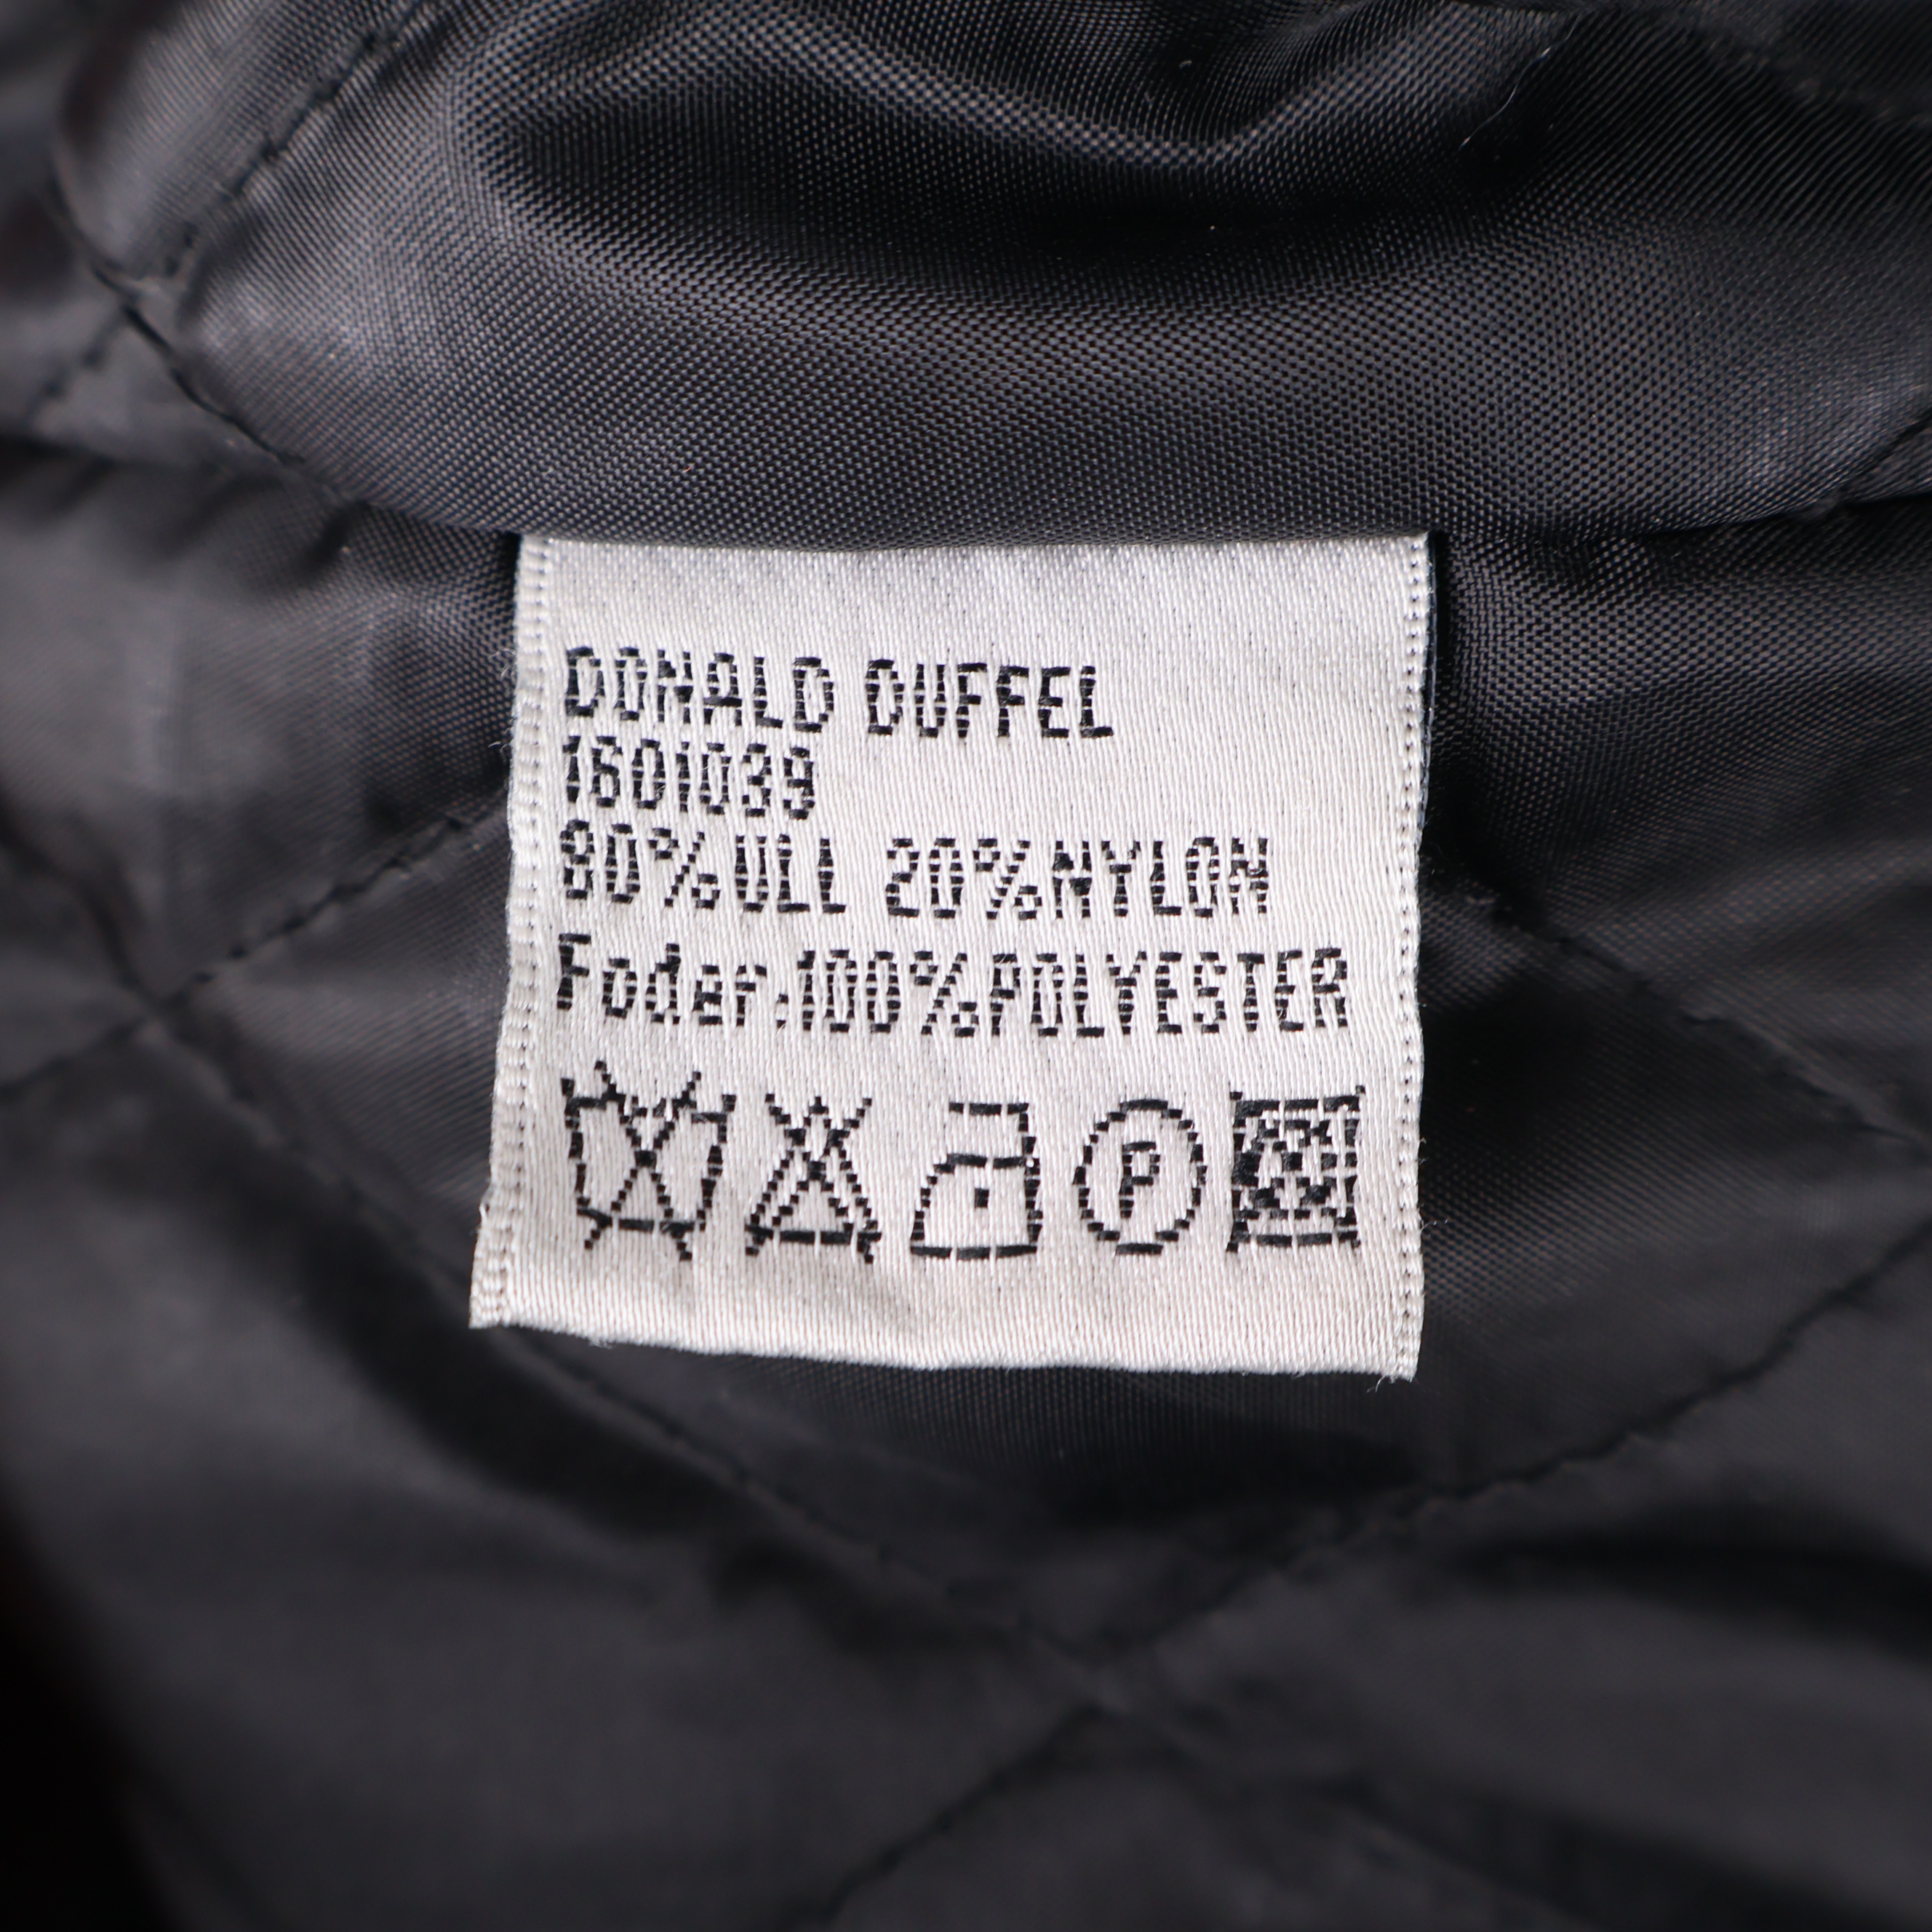 DONALD DUFFEL
1601039
80%ULL 20%NYLON
Foder:100%POLYESTER
P